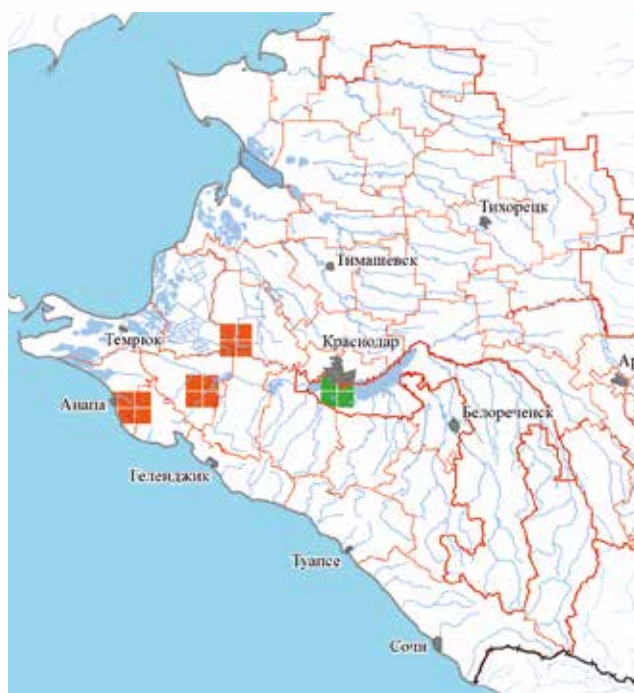 Тихорецк
Тимашевск
Темрюк
Краснодар
Анапа
Белореченск
Геленджик
Туапсе
Сочи